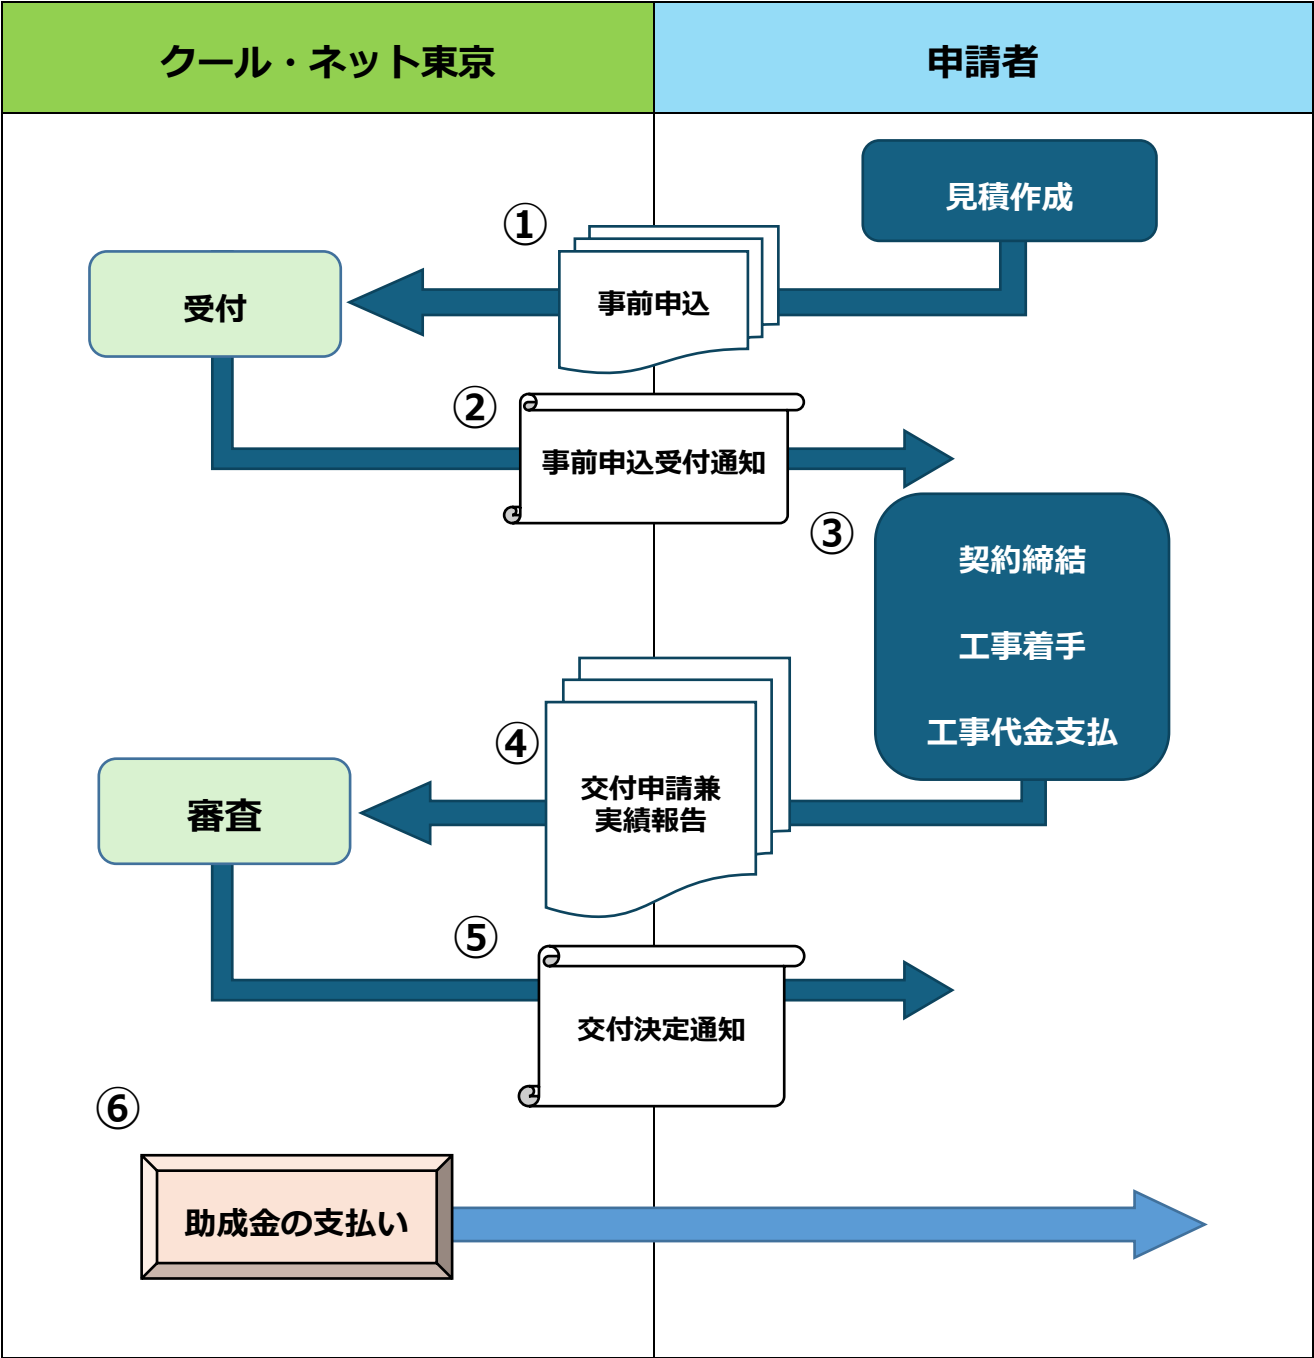 クール・ネット東京
申請者
見積作成
①
事前申込
受付
②
事前申込受付通知
③
契約締結
工事着手
工事代金支払
④
交付申請兼
実績報告
審査
⑤
交付決定通知
⑥
助成金の支払い